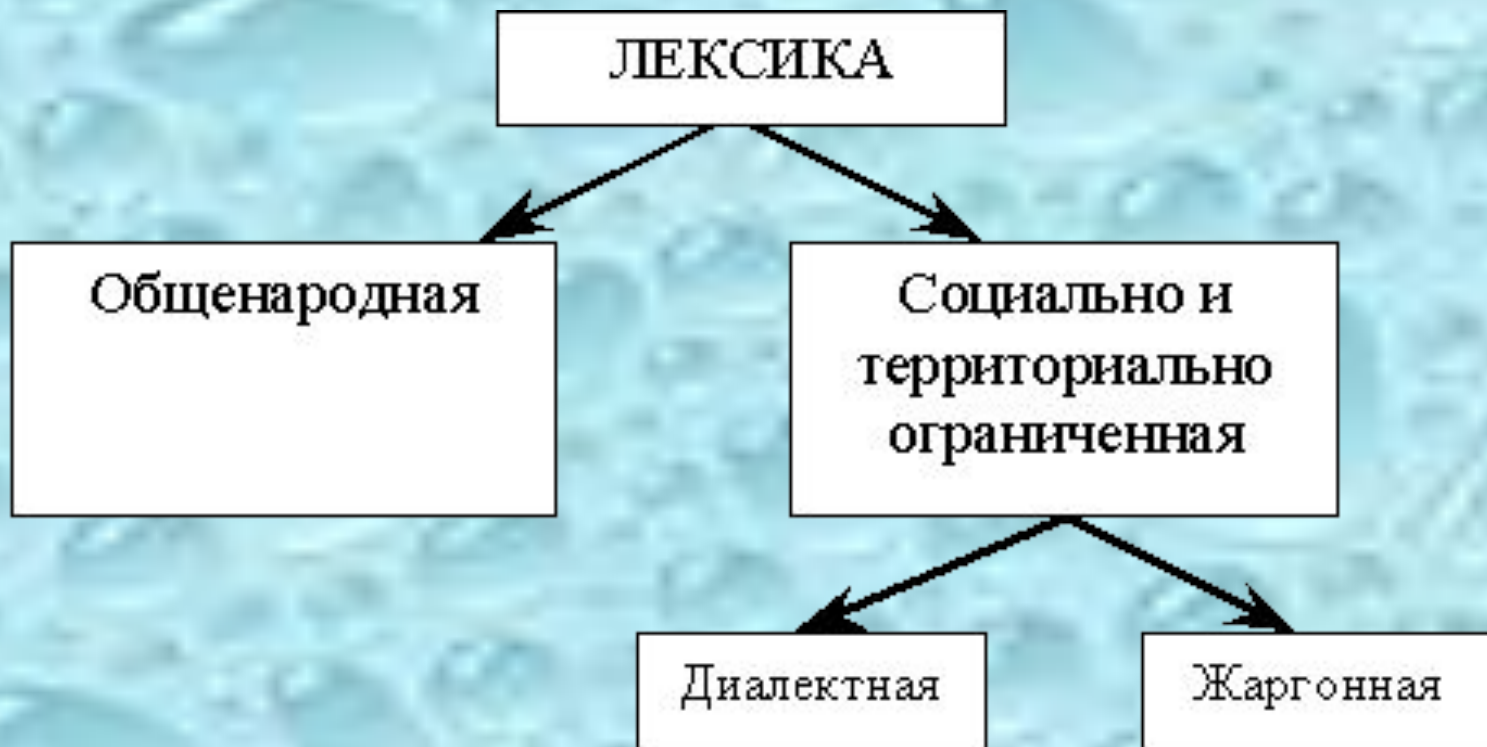 ЛЕКСИКА
Общенародная
Социально и
территориально
ограниченная
Диалектная
Жаргонная